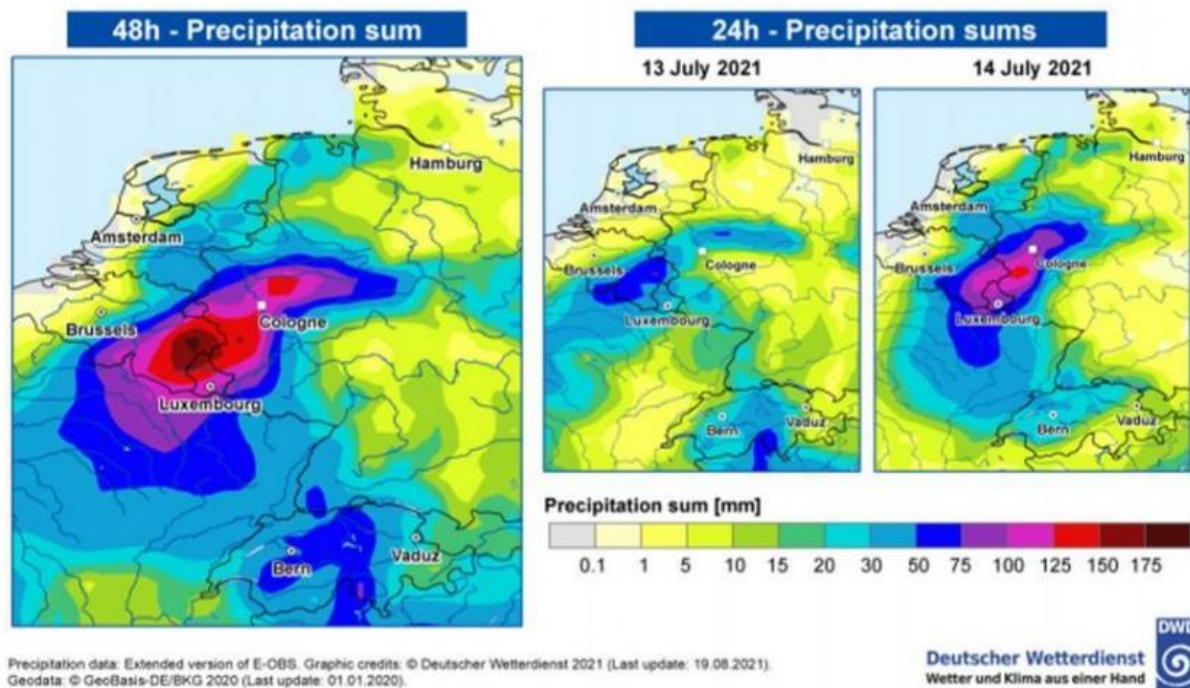 48h - Precipitation sum
24h - Precipitation sums
13 July 2021
14 July 2021
Hamburg
Amsterdam
Brussels
Cologne
Luxembourg
Bern
Vaduz
Hamburg
Amsterdam
Brussels
Cologne
Luxembourg
Bern
Vaduz
Hamburg
Amsterdam
Brussels
Cologne
Luxembourg
Bern
Vaduz
Precipitation sum [mm]
0.1 1 5 10 15 20 30 50 75 100 125 150 175
Precipitation data: Extended version of E-OBS. Graphic credits: © Deutscher Wetterdienst 2021 (Last update: 19.08.2021).
Geodata: © GeoBasis-DE/BKG 2020 (Last update: 01.01.2020).
Deutscher Wetterdienst
Wetter und Klima aus einer Hand
DWD